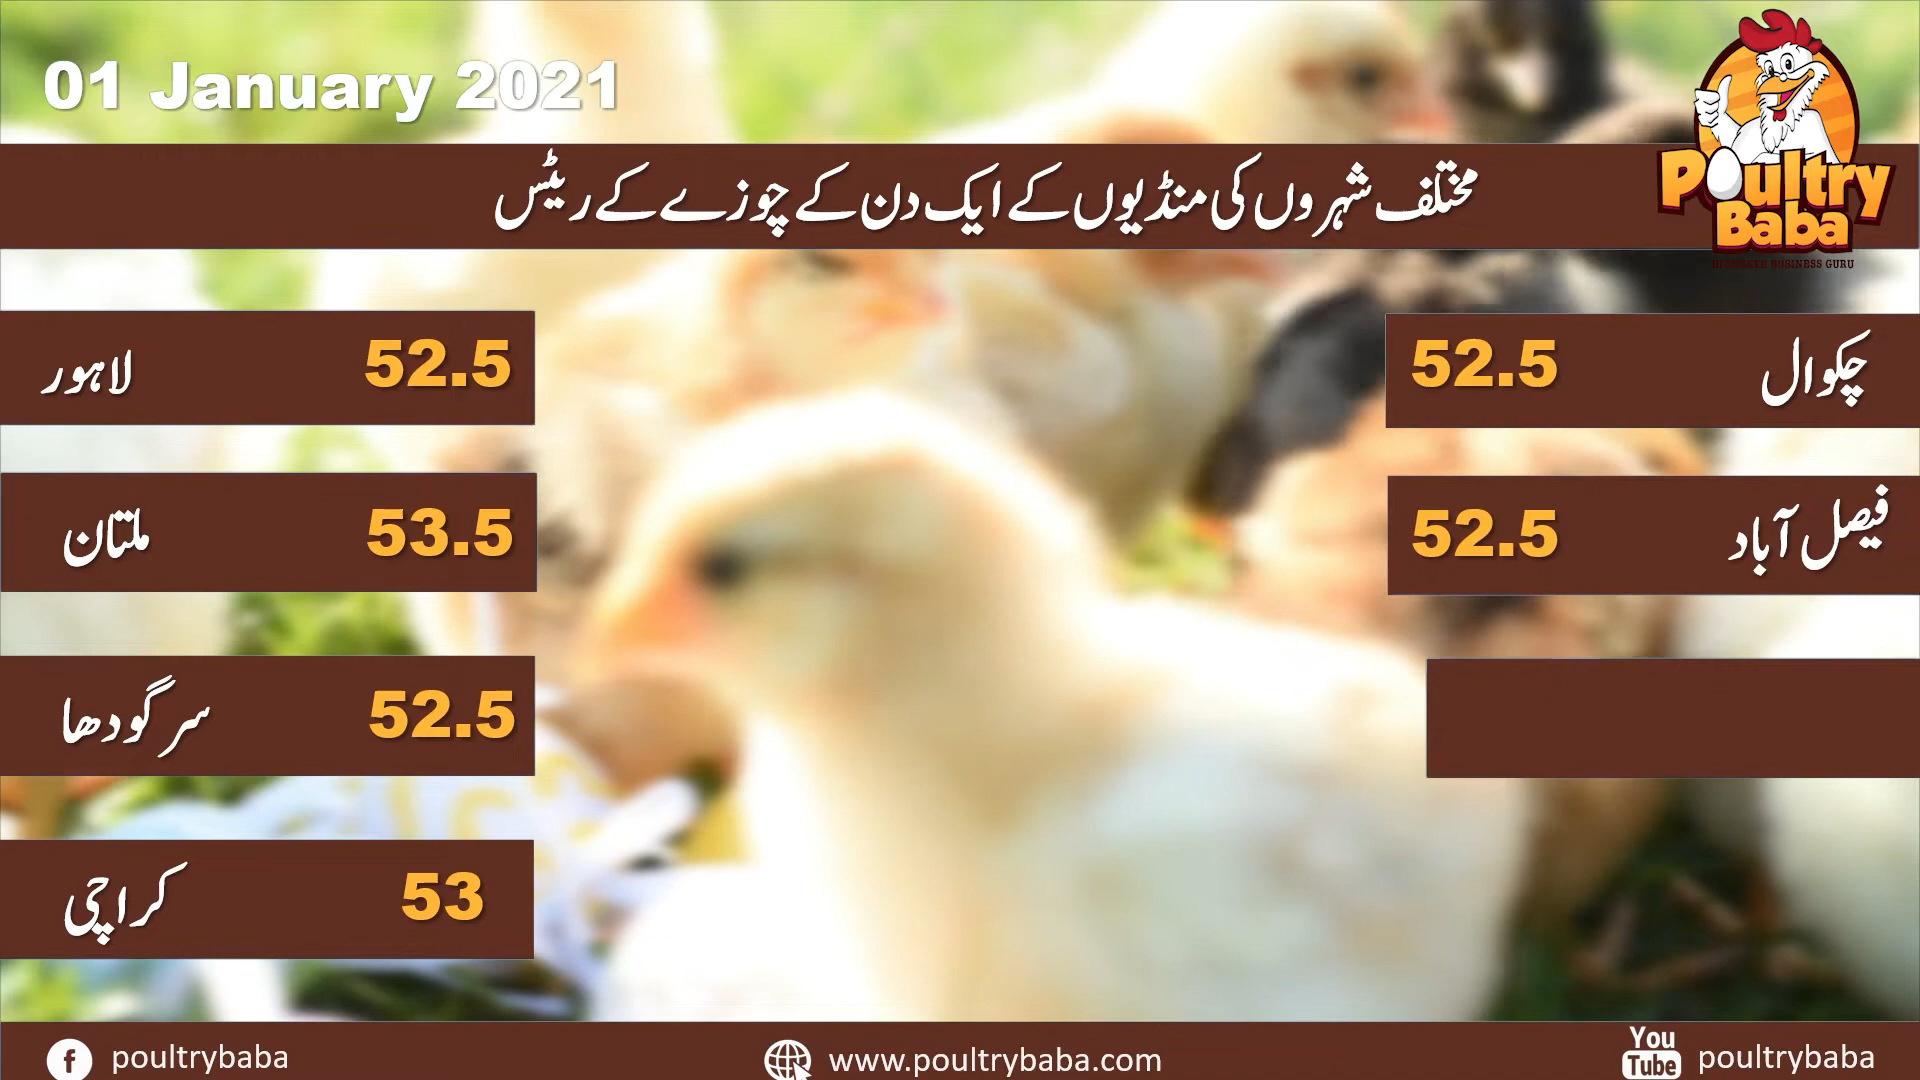 01 January 2021
Poultry
Baba
مختلف شہروں کی منڈیوں کے ایک دن کے چوزے کے ریٹس
لاہور 52.5
چکوال 52.5
ملتان 53.5
فیصل آباد 52.5
سرگودھا 52.5
کراچی 53
poultrybaba
www.poultrybaba.com
You
Tube
poultrybaba